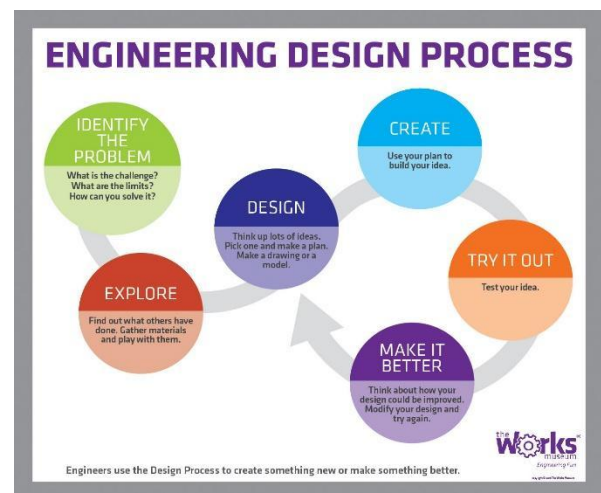 ENGINEERING DESIGN PROCESS
IDENTIFY
THE
PROBLEM
What is the challenge?
What are the limits?
How can you solve it?
EXPLORE
Find out what others have
done. Gather materials
and play with them.
DESIGN
Think up lots of ideas.
Pick one and make a plan.
Make a drawing or a
model.
CREATE
Use your plan to
build your idea.
TRY IT OUT
Test your idea.
MAKE IT
BETTER
Think about how your
design could be improved.
Modify your design and
try again.
Engineers use the Design Process to create something new or make something better.
the
Works
museum
Engineering Fun